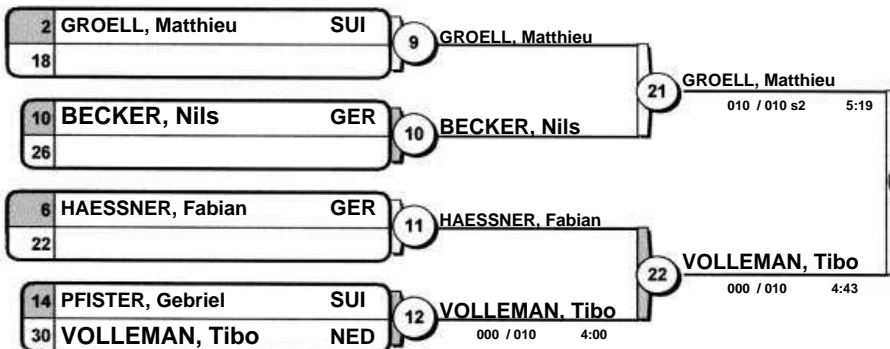 2 GROELL, Matthieu SUI
18
9
GROELL, Matthieu
10 BECKER, Nils GER
26
10
BECKER, Nils
21
GROELL, Matthieu
010 / 010 s2 5:19
6 HAESSNER, Fabian GER
22
11
HAESSNER, Fabian
14 PFISTER, Gebriel SUI
30 VOLLEMAN, Tibo NED
12
VOLLEMAN, Tibo
000 / 010 4:00
22
VOLLEMAN, Tibo
000 / 010 4:43